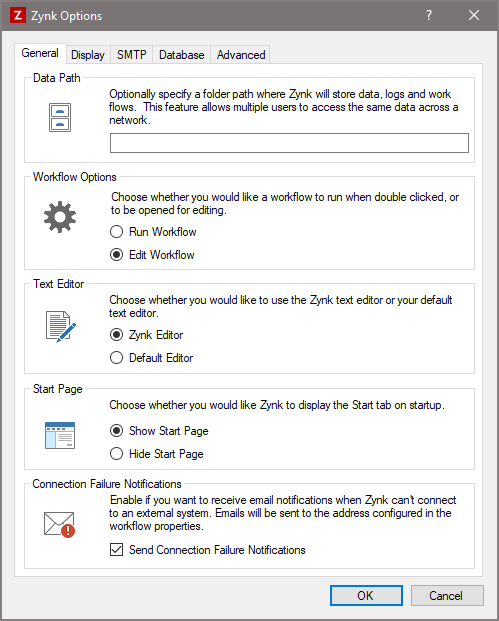 Z Zynk Options ? ×
General Display SMTP Database Advanced
Data Path
Optionally specify a folder path where Zynk will store data, logs and work
flows. This feature allows multiple users to access the same data across a
network.
Workflow Options
Choose whether you would like a workflow to run when double clicked, or
to be opened for editing.
Run Workflow
Edit Workflow
Text Editor
Choose whether you would like to use the Zynk text editor or your default
text editor.
Zynk Editor
Default Editor
Start Page
Choose whether you would like Zynk to display the Start tab on startup.
Show Start Page
Hide Start Page
Connection Failure Notifications
Enable if you want to receive email notifications when Zynk can't connect
to an external system. Emails will be sent to the address configured in the
workflow properties.
Send Connection Failure Notifications
OK Cancel